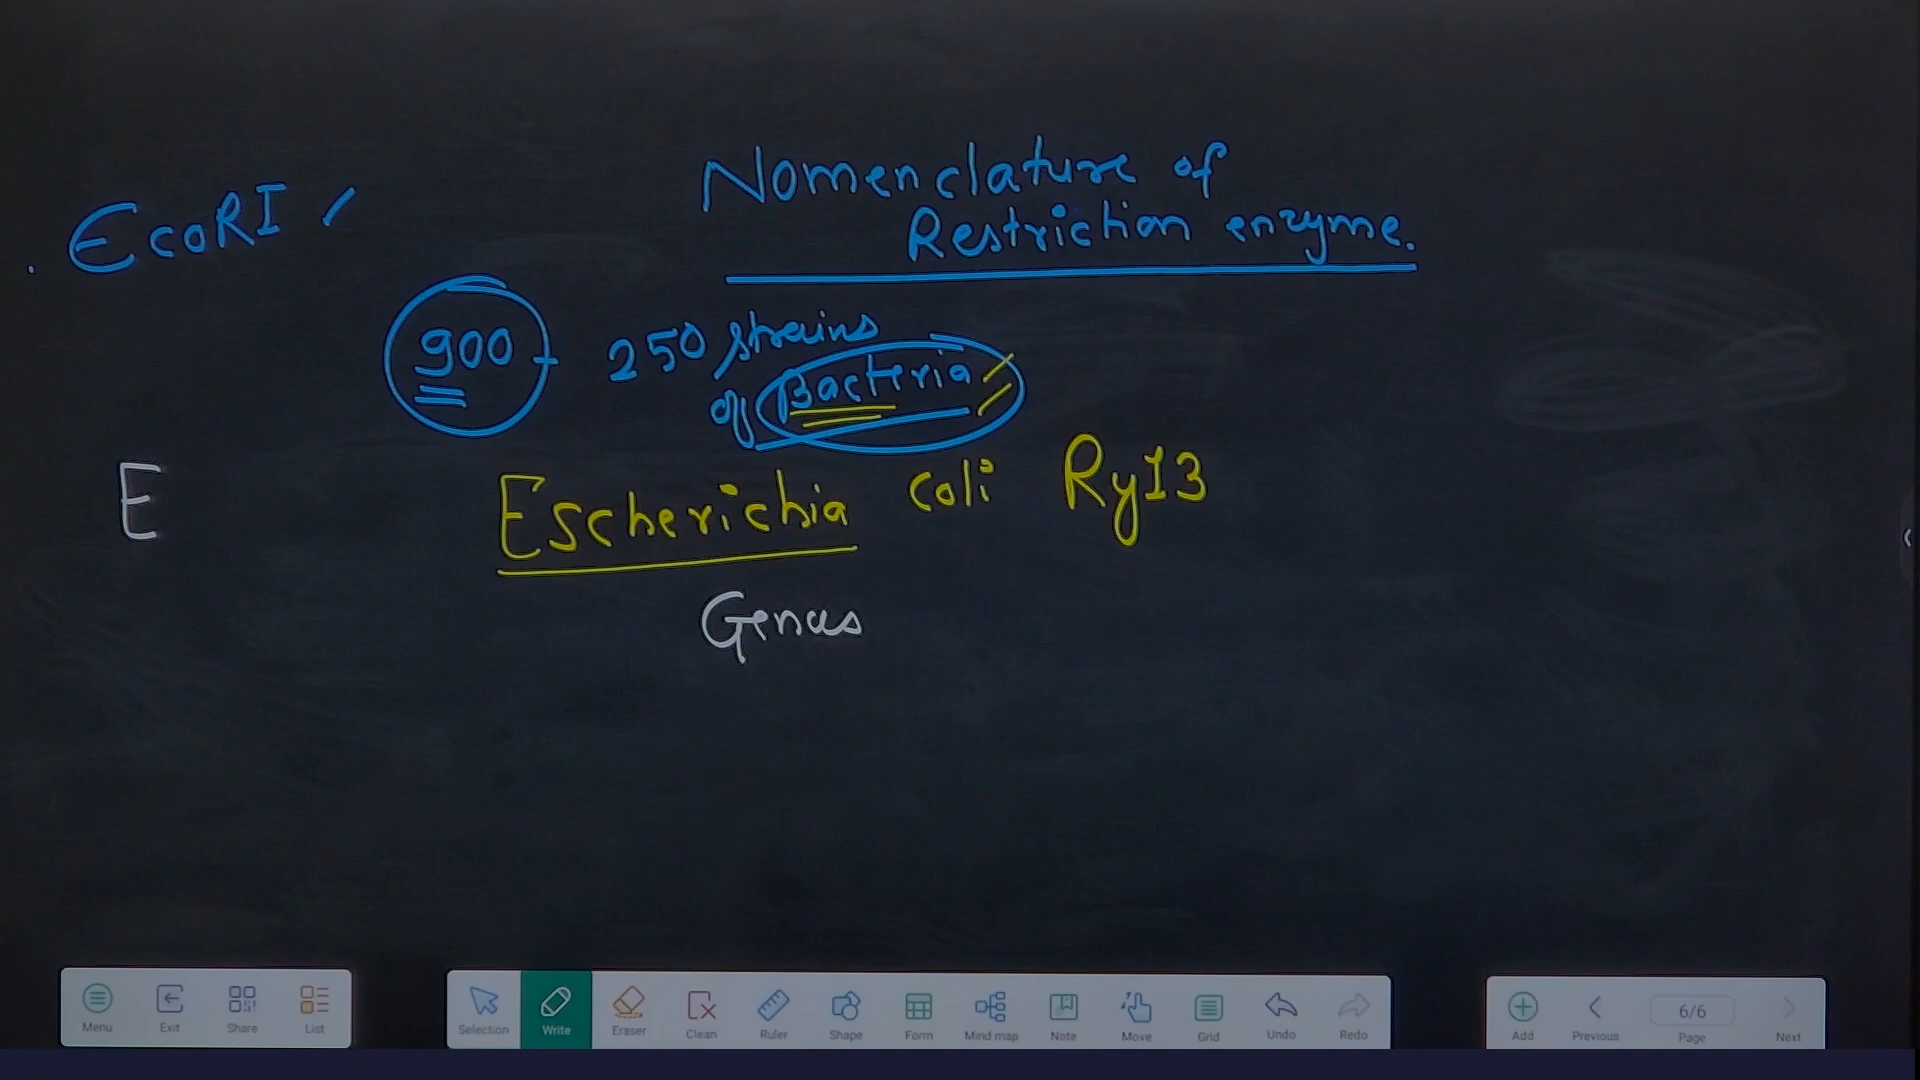 Nomenclature of
Restriction enzyme.
. EcoRI
900 - 250 strains
of Bacteria
E
Escherichia coli Ry13
Genus
Menu Exit Share List
Selection Write Eraser Clean Ruler Shape Form Mind map Note Move Grid Undo Redo
Add Previous 6/6 Page Next